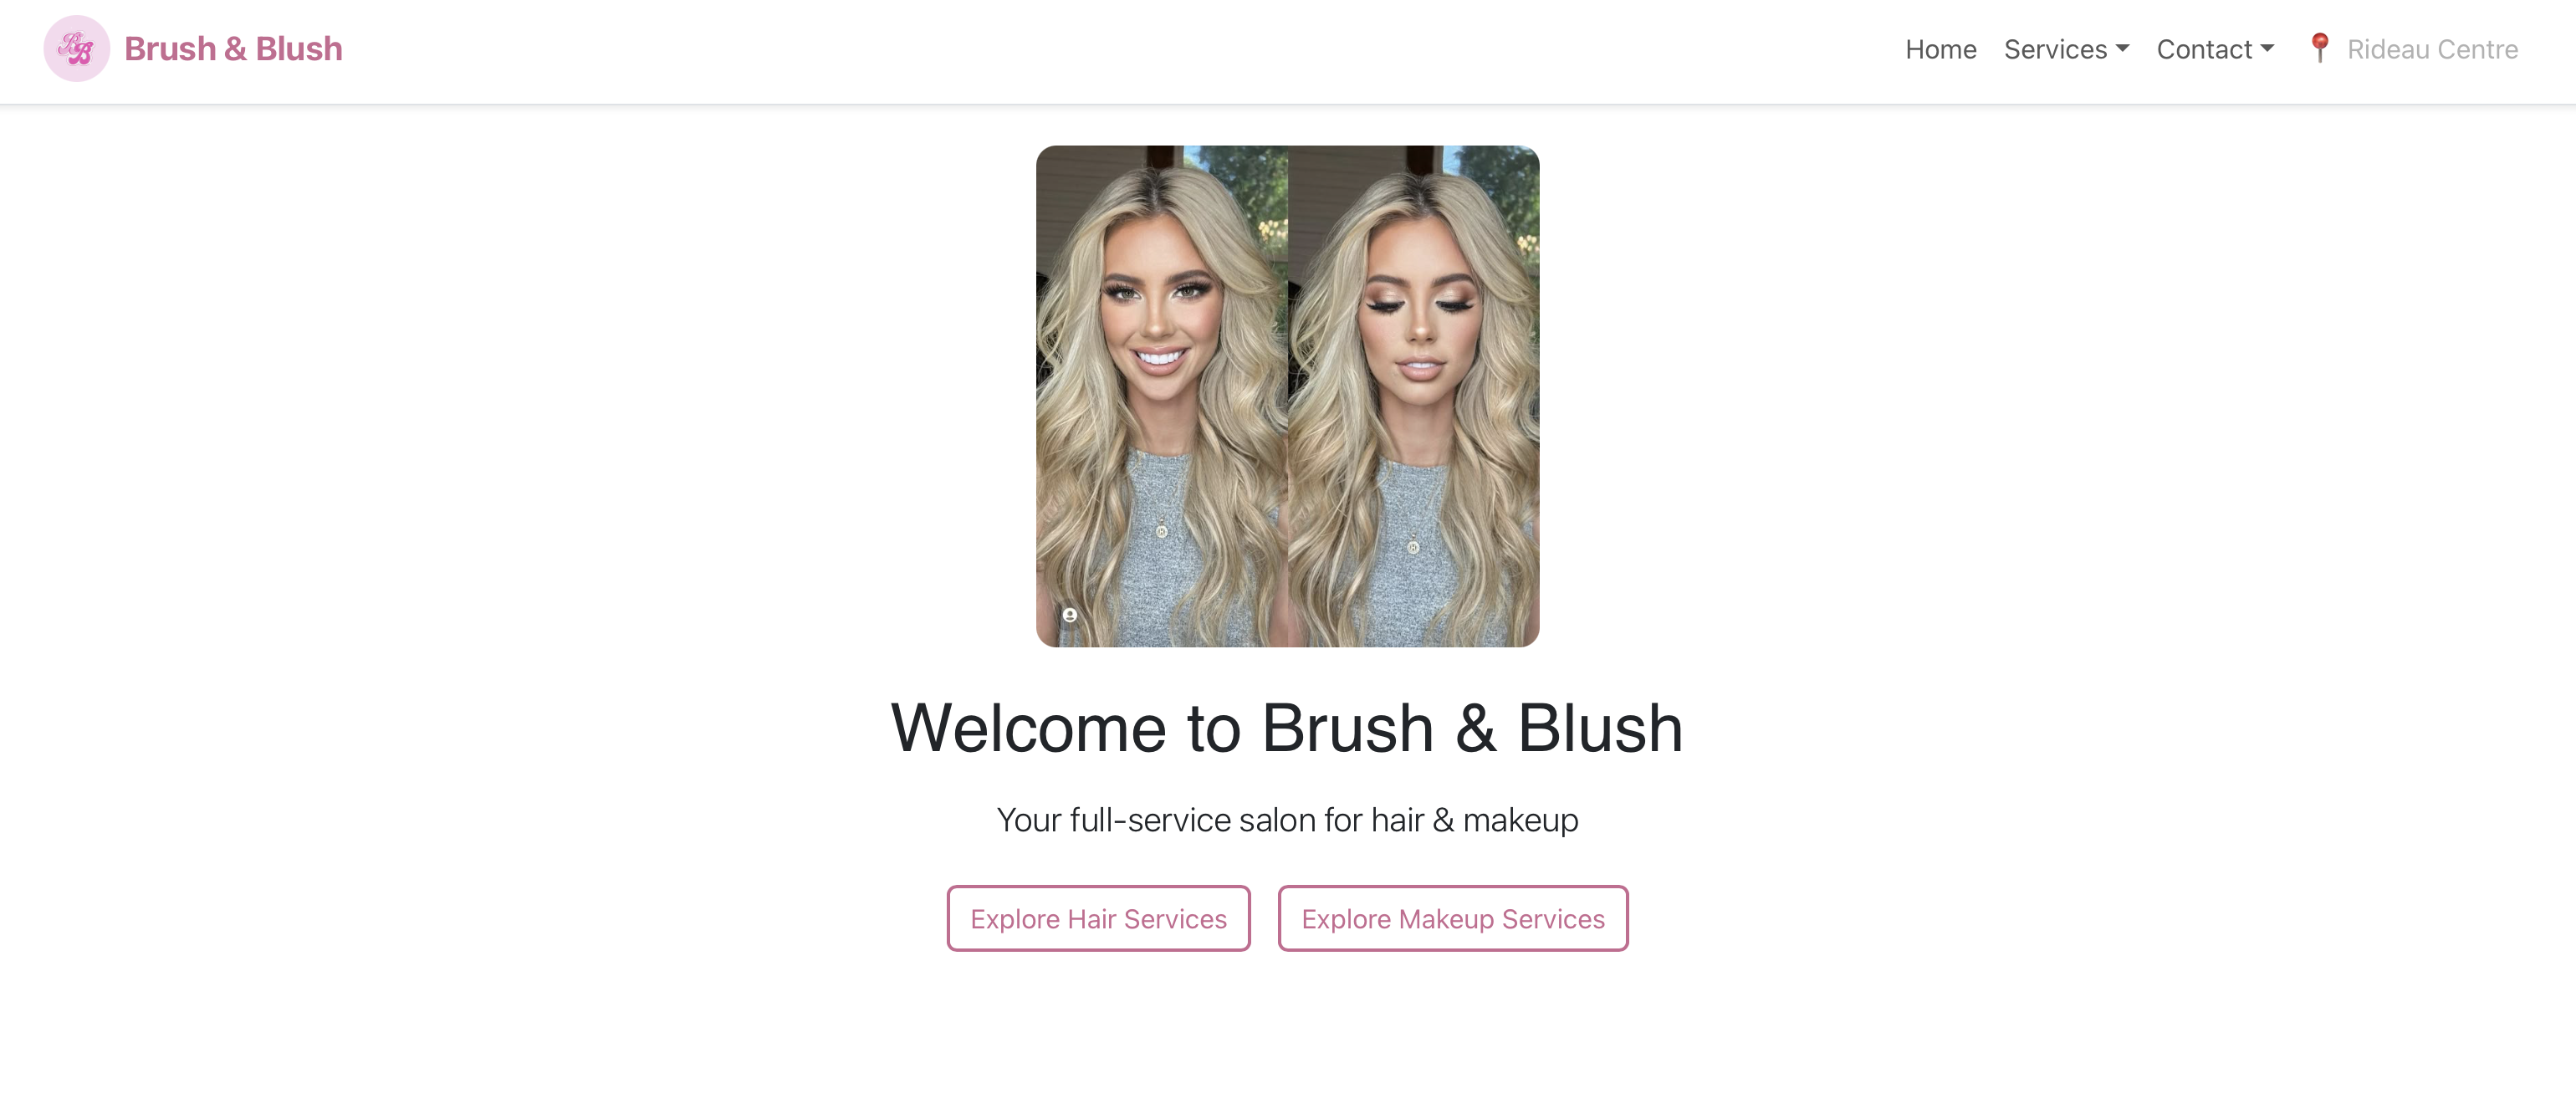 BB Brush & Blush
Home Services Contact Rideau Centre
Welcome to Brush & Blush
Your full-service salon for hair & makeup
Explore Hair Services Explore Makeup Services